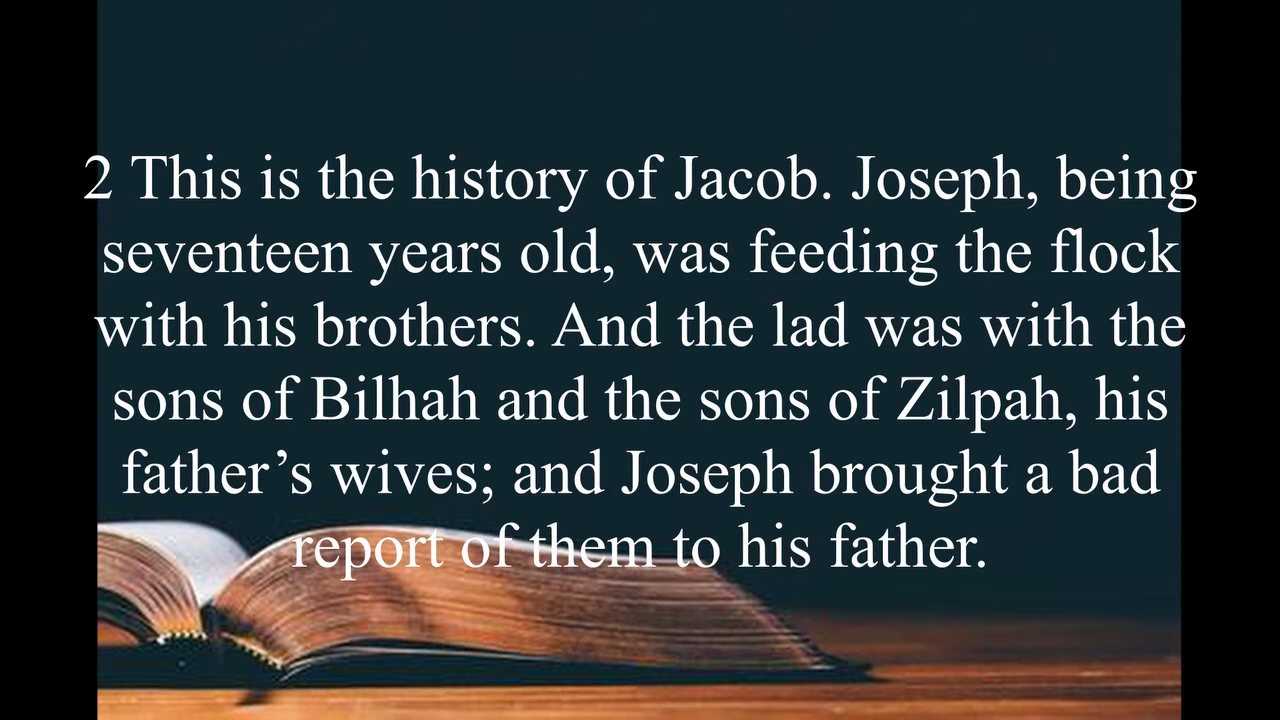 2 This is the history of Jacob. Joseph, being
seventeen years old, was feeding the flock
with his brothers. And the lad was with the
sons of Bilhah and the sons of Zilpah, his
father’s wives; and Joseph brought a bad
report of them to his father.